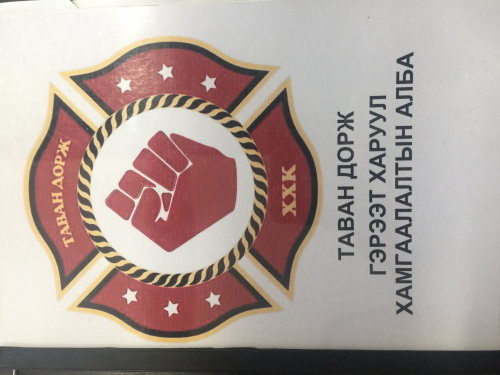 ТАВАН ДОРЖ
ХХК
ТАВАН ДОРЖ
ГЭРЭЭТ ХАРУУЛ
ХАМГААЛАЛТЫН АЛБА